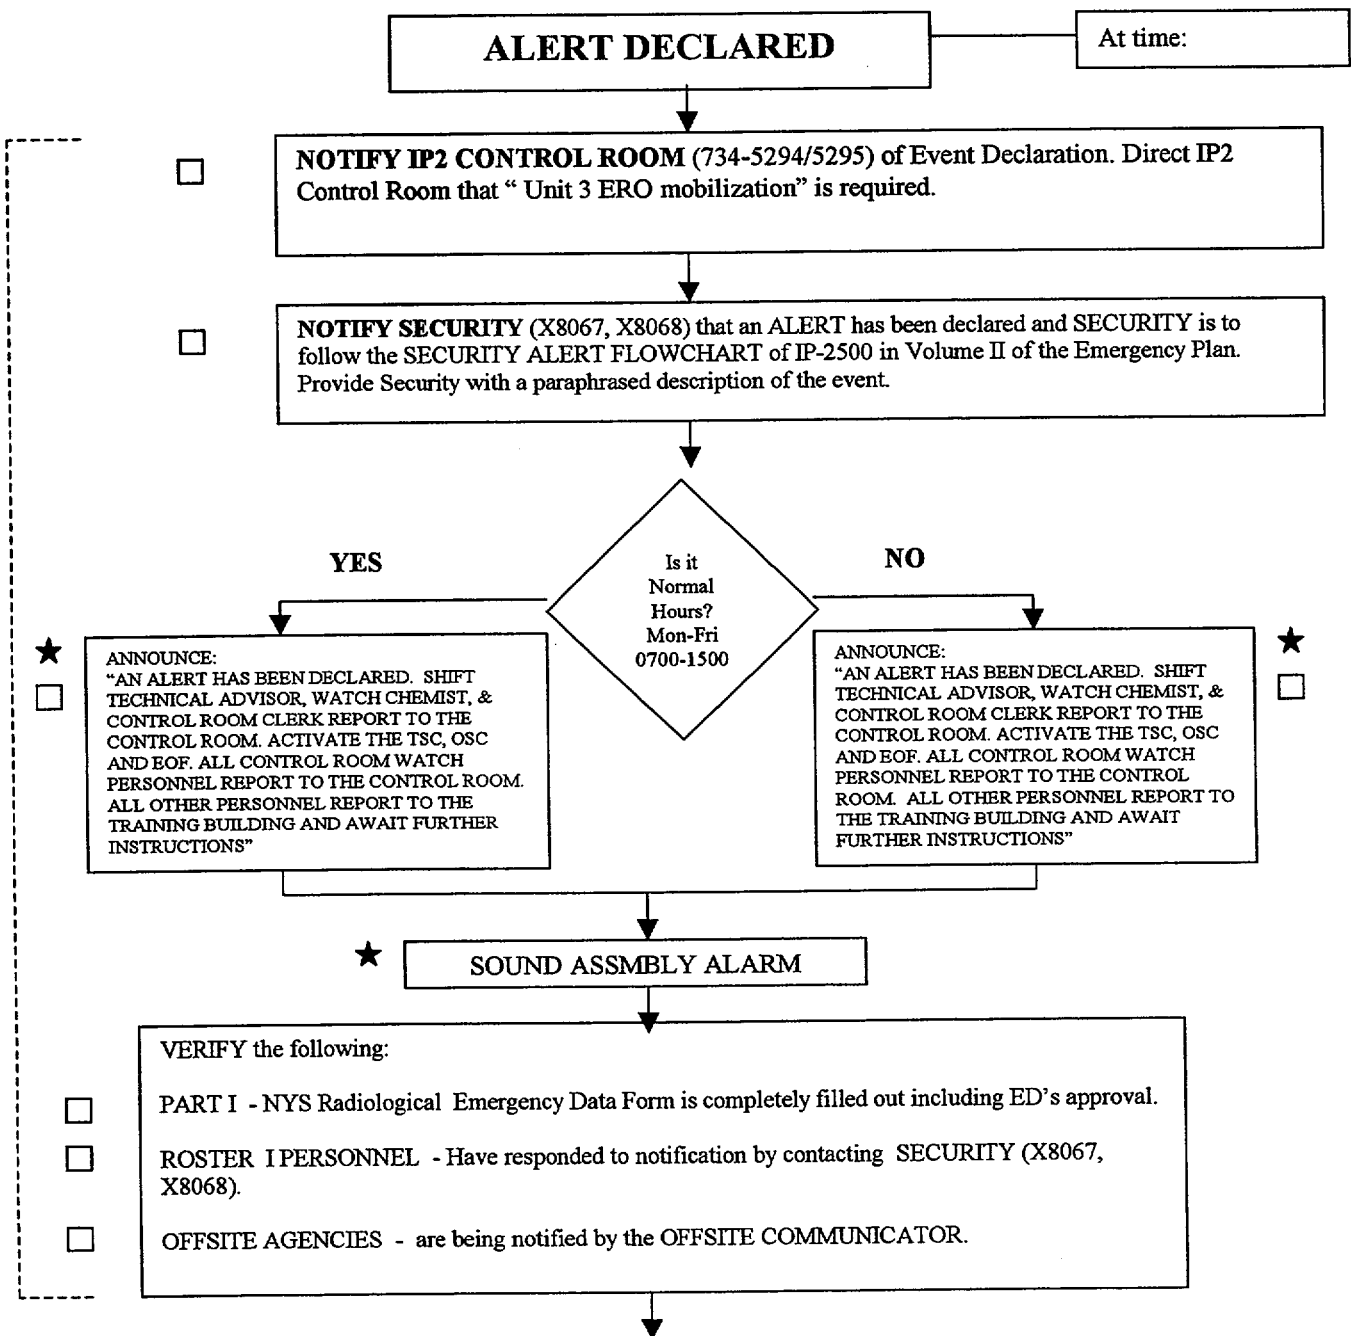 ALERT DECLARED
At time:
NOTIFY IP2 CONTROL ROOM (734-5294/5295) of Event Declaration. Direct IP2
Control Room that “ Unit 3 ERO mobilization” is required.
NOTIFY SECURITY (X8067, X8068) that an ALERT has been declared and SECURITY is to
follow the SECURITY ALERT FLOWCHART of IP-2500 in Volume II of the Emergency Plan.
Provide Security with a paraphrased description of the event.
YES
Is it
Normal
Hours?
Mon-Fri
0700-1500
NO
ANNOUNCE:
“AN ALERT HAS BEEN DECLARED. SHIFT
TECHNICAL ADVISOR, WATCH CHEMIST, &
CONTROL ROOM CLERK REPORT TO THE
CONTROL ROOM. ACTIVATE THE TSC, OSC
AND EOF. ALL CONTROL ROOM WATCH
PERSONNEL REPORT TO THE CONTROL ROOM.
ALL OTHER PERSONNEL REPORT TO THE
TRAINING BUILDING AND AWAIT FURTHER
INSTRUCTIONS”
ANNOUNCE:
“AN ALERT HAS BEEN DECLARED. SHIFT
TECHNICAL ADVISOR, WATCH CHEMIST, &
CONTROL ROOM CLERK REPORT TO THE
CONTROL ROOM. ACTIVATE THE TSC, OSC
AND EOF. ALL CONTROL ROOM WATCH
PERSONNEL REPORT TO THE CONTROL
ROOM. ALL OTHER PERSONNEL REPORT TO
THE TRAINING BUILDING AND AWAIT
FURTHER INSTRUCTIONS”
SOUND ASSMBLY ALARM
VERIFY the following:
PART I - NYS Radiological Emergency Data Form is completely filled out including ED’s approval.
ROSTER I PERSONNEL - Have responded to notification by contacting SECURITY (X8067,
X8068).
OFFSITE AGENCIES - are being notified by the OFFSITE COMMUNICATOR.